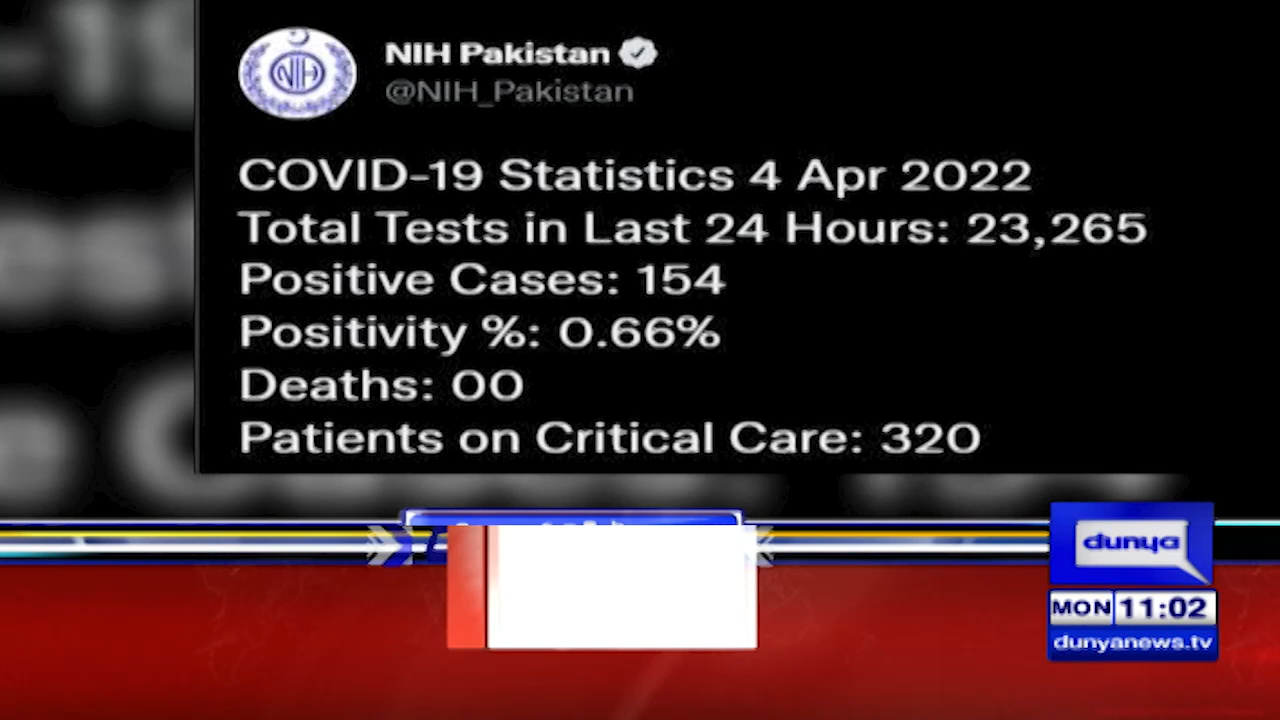 NIH
NIH Pakistan
@NIH_Pakistan
COVID-19 Statistics 4 Apr 2022
Total Tests in Last 24 Hours: 23,265
Positive Cases: 154
Positivity %: 0.66%
Deaths: 00
Patients on Critical Care: 320
dunya
MON 11:02
dunyanews.tv